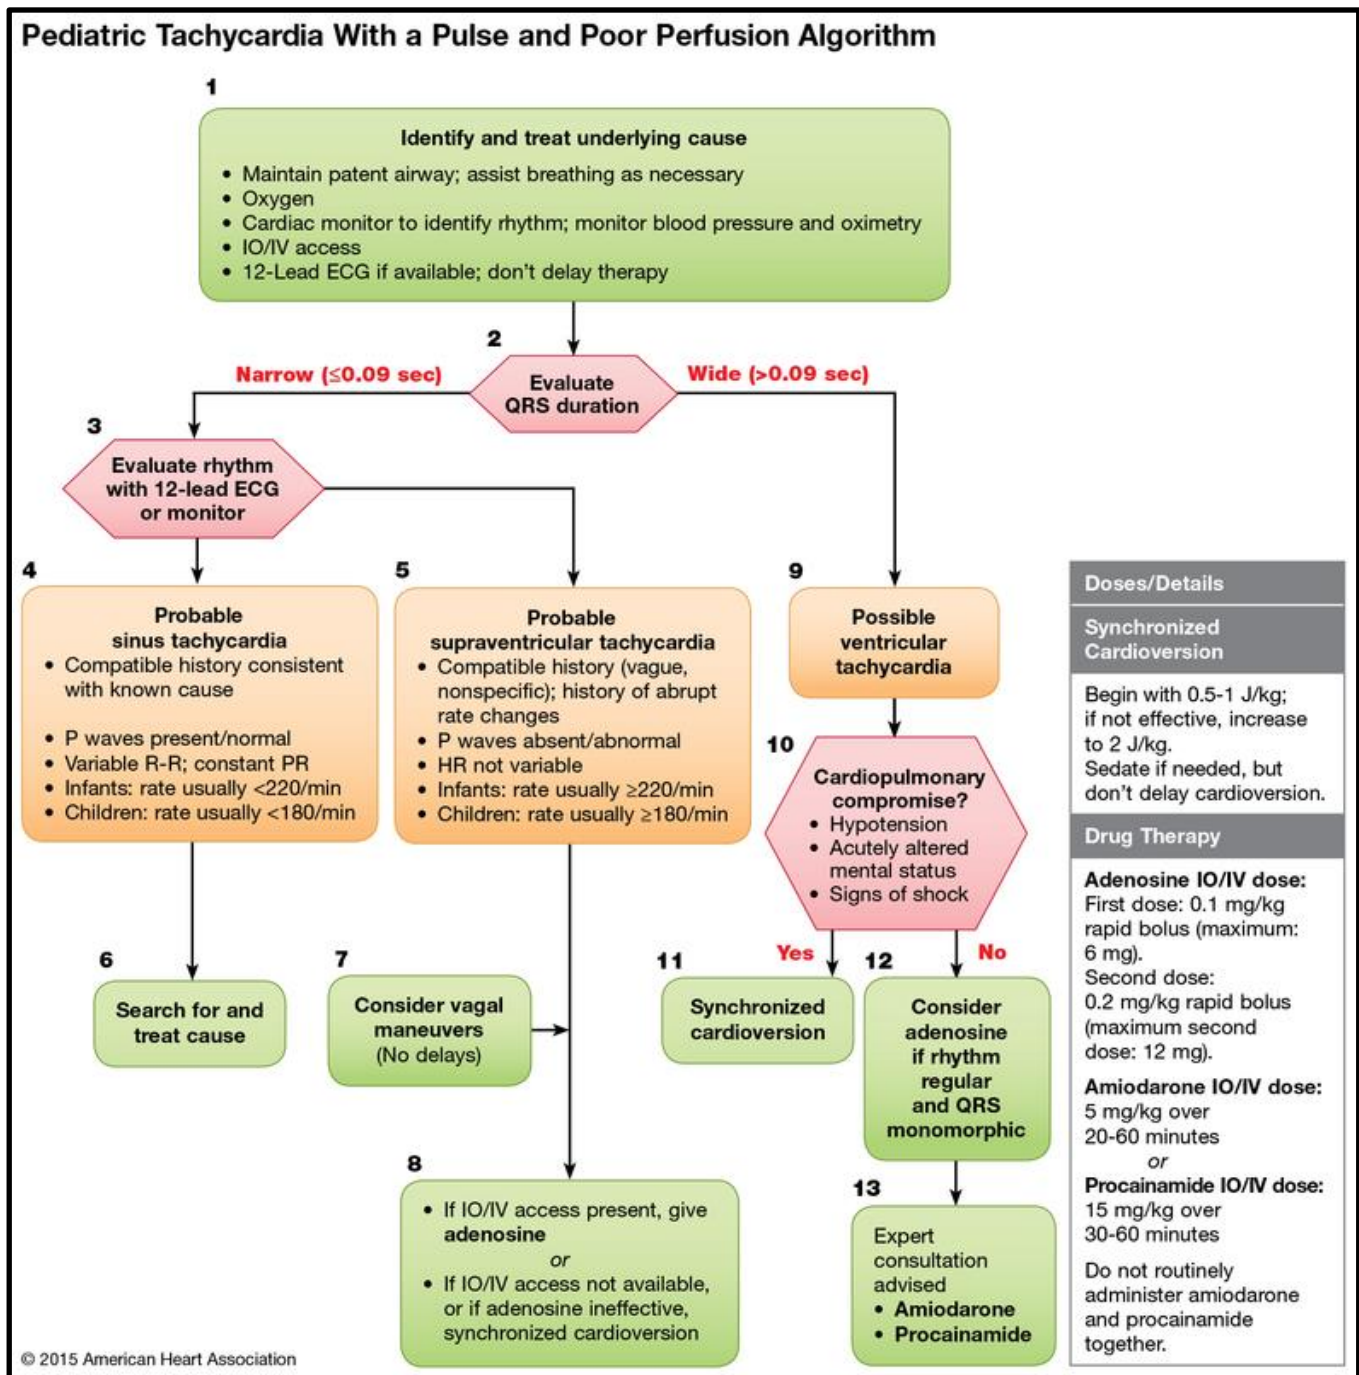 Pediatric Tachycardia With a Pulse and Poor Perfusion Algorithm
1
Identify and treat underlying cause
• Maintain patent airway; assist breathing as necessary
• Oxygen
• Cardiac monitor to identify rhythm; monitor blood pressure and oximetry
• IO/IV access
• 12-Lead ECG if available; don't delay therapy
2
Evaluate
QRS duration
Narrow (≤0.09 sec)
Wide (>0.09 sec)
3
Evaluate rhythm
with 12-lead ECG
or monitor
4
Probable
sinus tachycardia
• Compatible history consistent
with known cause
• P waves present/normal
• Variable R-R; constant PR
• Infants: rate usually <220/min
• Children: rate usually <180/min
5
Probable
supraventricular tachycardia
• Compatible history (vague,
nonspecific); history of abrupt
rate changes
• P waves absent/abnormal
• HR not variable
• Infants: rate usually ≥220/min
• Children: rate usually ≥180/min
9
Possible
ventricular
tachycardia
10
Cardiopulmonary
compromise?
• Hypotension
• Acutely altered
mental status
• Signs of shock
Yes
No
6
Search for and
treat cause
7
Consider vagal
maneuvers
(No delays)
8
• If IO/IV access present, give
adenosine
or
• If IO/IV access not available,
or if adenosine ineffective,
synchronized cardioversion
11
Synchronized
cardioversion
12
Consider
adenosine
if rhythm
regular
and QRS
monomorphic
13
Expert
consultation
advised
• Amiodarone
• Procainamide
Doses/Details
Synchronized
Cardioversion
Begin with 0.5-1 J/kg;
if not effective, increase
to 2 J/kg.
Sedate if needed, but
don't delay cardioversion.
Drug Therapy
Adenosine IO/IV dose:
First dose: 0.1 mg/kg
rapid bolus (maximum:
6 mg).
Second dose:
0.2 mg/kg rapid bolus
(maximum second
dose: 12 mg).
Amiodarone IO/IV dose:
5 mg/kg over
20-60 minutes
or
Procainamide IO/IV dose:
15 mg/kg over
30-60 minutes
Do not routinely
administer amiodarone
and procainamide
together.
© 2015 American Heart Association